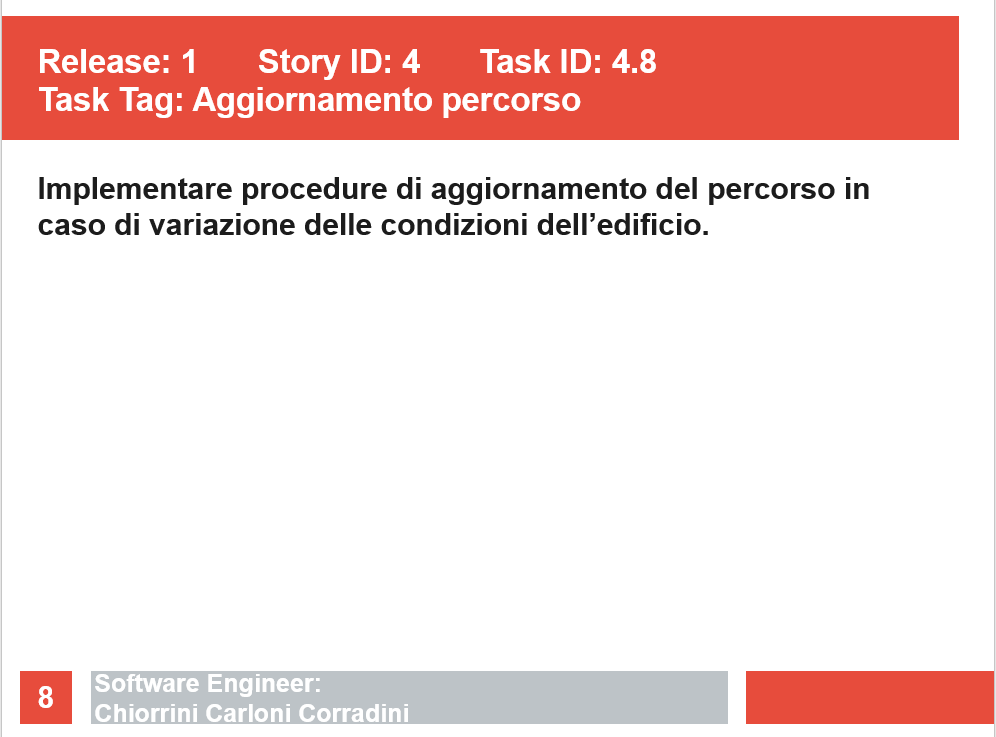 Release: 1 Story ID: 4 Task ID: 4.8
Task Tag: Aggiornamento percorso
Implementare procedure di aggiornamento del percorso in
caso di variazione delle condizioni dell’edificio.
8
Software Engineer:
Chiorrini Carloni Corradini